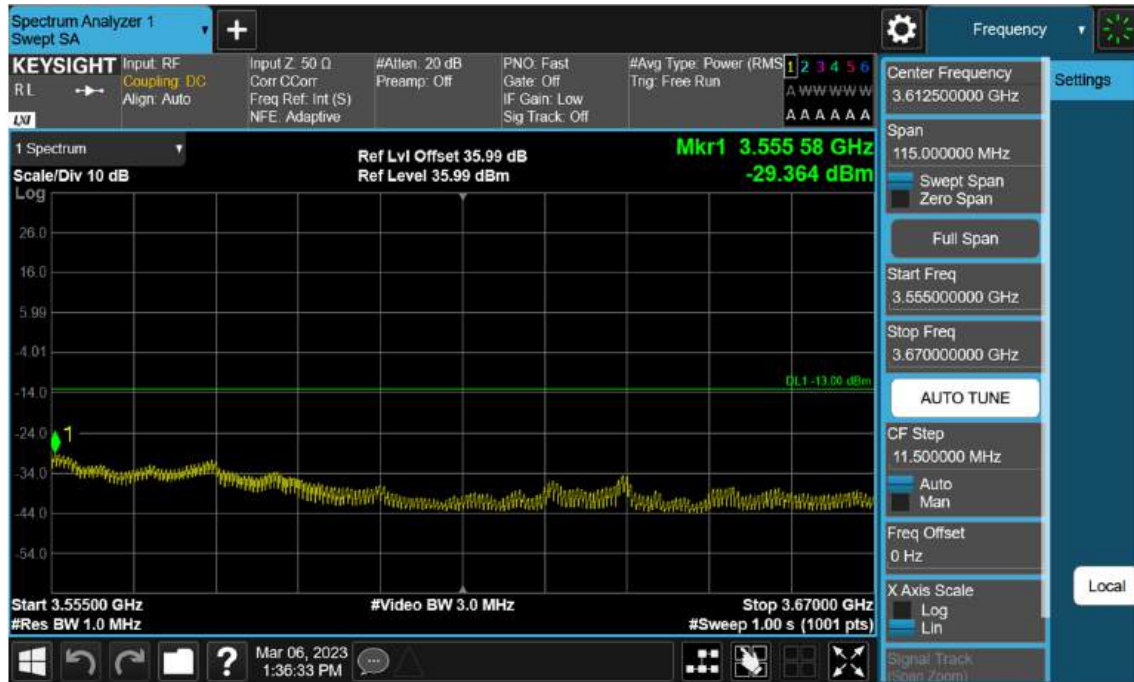 Spectrum Analyzer 1
Swept SA
Frequency
KEYSIGHT
RL
LXI
Input: RF
Coupling: DC
Align: Auto
Input Z: 50 Ω
Corr CCorr
Freq Ref: Int (S)
NFE: Adaptive
#Atten: 20 dB
Preamp: Off
PNO: Fast
Gate: Off
IF Gain: Low
Sig Track: Off
#Avg Type: Power (RMS
Trig: Free Run
1 2 3 4 5 6
A W W W W W
A A A A A A
1 Spectrum
Scale/Div 10 dB
Ref Lvl Offset 35.99 dB
Ref Level 35.99 dBm
Mkr1 3.555 58 GHz
-29.364 dBm
Log
26.0
16.0
5.99
-4.01
-14.0
-24.0
-34.0
-44.0
-54.0
DL1 -13.00 dBm
1
Start 3.55500 GHz
#Res BW 1.0 MHz
#Video BW 3.0 MHz
Stop 3.67000 GHz
#Sweep 1.00 s (1001 pts)
Center Frequency
3.612500000 GHz
Span
115.000000 MHz
Swept Span
Zero Span
Full Span
Start Freq
3.555000000 GHz
Stop Freq
3.670000000 GHz
AUTO TUNE
CF Step
11.500000 MHz
Auto
Man
Freq Offset
0 Hz
X Axis Scale
Log
Lin
Signal Track
(Span Zoom)
Settings
Local
?
Mar 06, 2023
1:36:33 PM